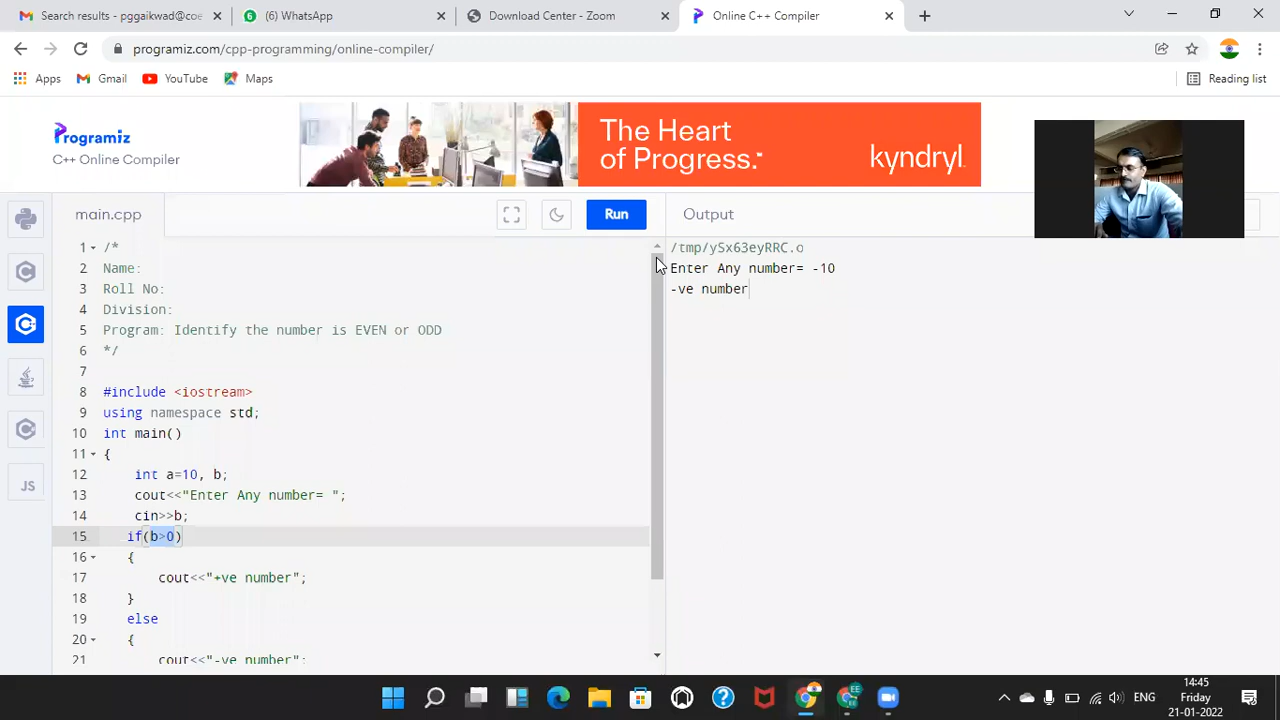 Search results - pggaikwad@coe
6
(6) WhatsApp
Download Center - Zoom
Online C++ Compiler
programiz.com/cpp-programming/online-compiler/
Apps
Gmail
YouTube
Maps
Reading list
Programiz
C++ Online Compiler
The Heart
of Progress.™
kyndryl
main.cpp
Run
Output
1 /*
2 Name:
3 Roll No:
4 Division:
5 Program: Identify the number is EVEN or ODD
6 */
7
8 #include <iostream>
9 using namespace std;
10 int main()
11 {
12 int a=10, b;
13 cout<<"Enter Any number= ";
14 cin>>b;
15 if(b>0)
16 {
17 cout<<"+ve number";
18 }
19 else
20 {
21 cout<<"-ve number";
JS
/tmp/ySx63eyRRC.o
Enter Any number= -10
-ve number
ENG
14:45
Friday
21-01-2022